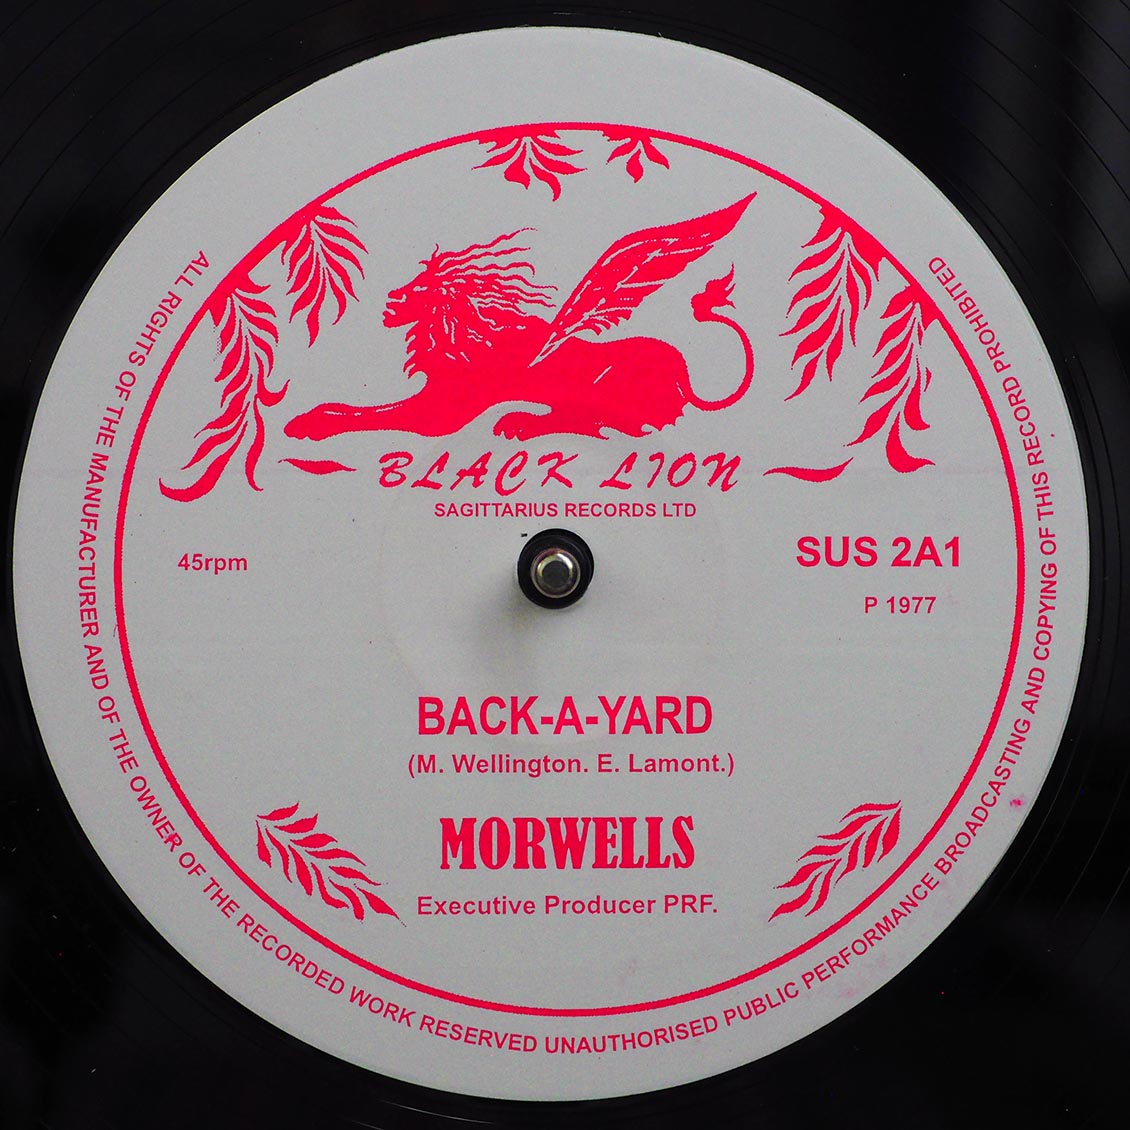 BLACK LION
SAGITTARIUS RECORDS LTD
45rpm
SUS 2A1
P 1977
BACK-A-YARD
(M. Wellington. E. Lamont.)
MORWELLS
Executive Producer PRF.
ALL RIGHTS OF THE MANUFACTURER AND OF THE OWNER OF THE RECORDED WORK RESERVED UNAUTHORISED PUBLIC PERFORMANCE BROADCASTING AND COPYING OF THIS RECORD PROHIBITED